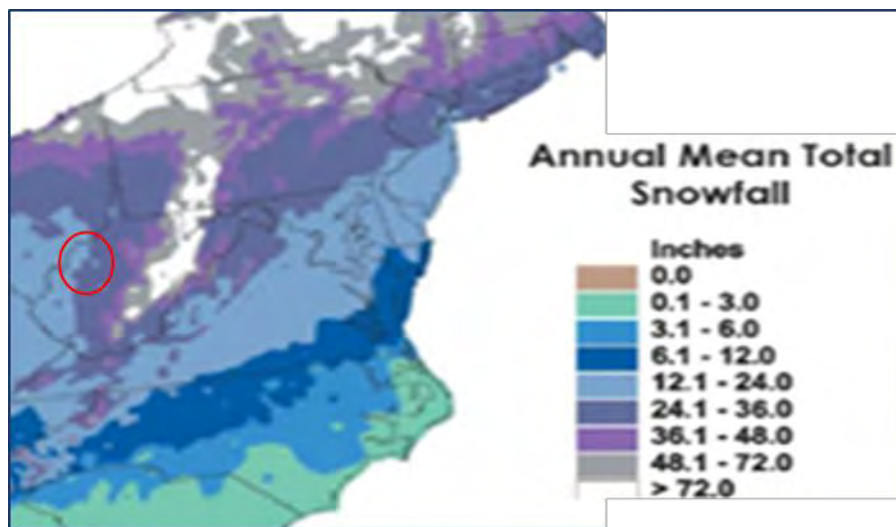 Annual Mean Total
Snowfall
Inches
0.0
0.1 - 3.0
3.1 - 6.0
6.1 - 12.0
12.1 - 24.0
24.1 - 36.0
36.1 - 48.0
48.1 - 72.0
> 72.0